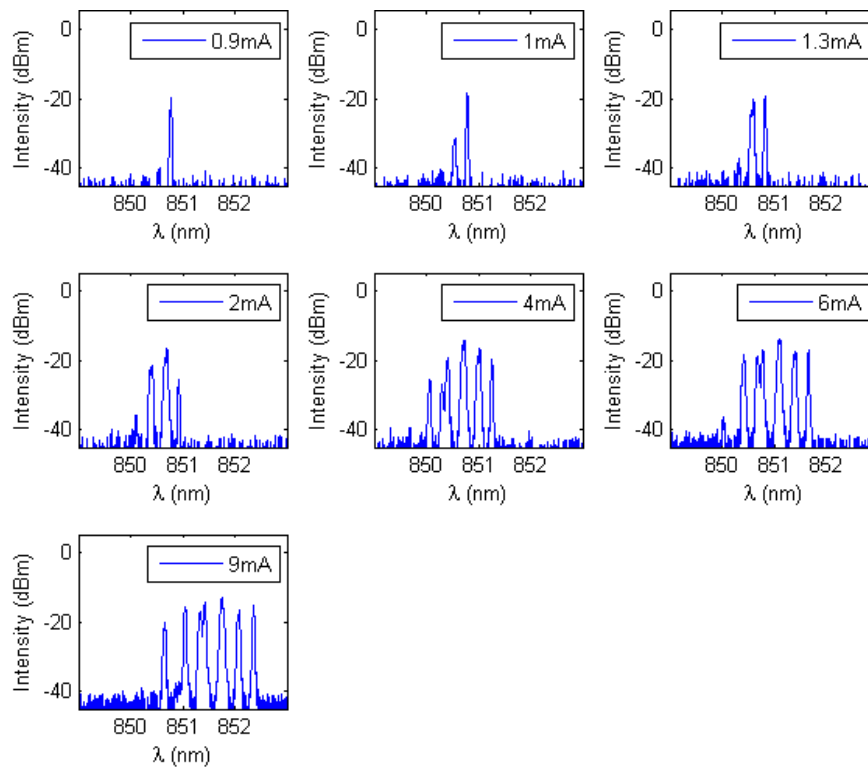 0
-20
-40
Intensity (dBm)
0.9mA
850 851 852
λ (nm)
0
-20
-40
Intensity (dBm)
1mA
850 851 852
λ (nm)
0
-20
-40
Intensity (dBm)
1.3mA
850 851 852
λ (nm)
0
-20
-40
Intensity (dBm)
2mA
850 851 852
λ (nm)
0
-20
-40
Intensity (dBm)
4mA
850 851 852
λ (nm)
0
-20
-40
Intensity (dBm)
6mA
850 851 852
λ (nm)
0
-20
-40
Intensity (dBm)
9mA
850 851 852
λ (nm)